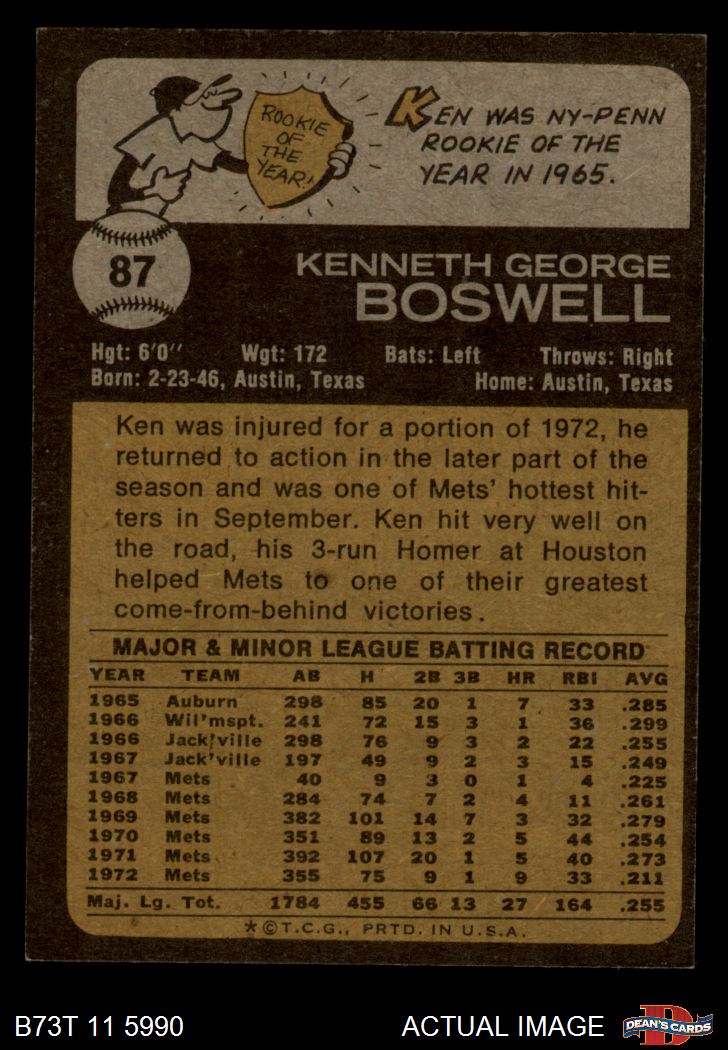 ROOKIE
OF
THE
YEAR!
KEN WAS NY-PENN
ROOKIE OF THE
YEAR IN 1965.
87
KENNETH GEORGE
BOSWELL
Hgt: 6'0" Wgt: 172 Bats: Left Throws: Right
Born: 2-23-46, Austin, Texas Home: Austin, Texas
Ken was injured for a portion of 1972, he
returned to action in the later part of the
season and was one of Mets' hottest hit-
ters in September. Ken hit very well on
the road, his 3-run Homer at Houston
helped Mets to one of their greatest
come-from-behind victories.
MAJOR & MINOR LEAGUE BATTING RECORD
YEAR TEAM AB H 2B 3B HR RBI AVG
1965 Auburn 298 85 20 1 7 33 .285
1966 Wil'mspt. 241 72 15 3 1 36 .299
1966 Jack'ville 298 76 9 3 2 22 .255
1967 Jack'ville 197 49 9 2 3 15 .249
1967 Mets 40 9 3 0 1 4 .225
1968 Mets 284 74 7 2 4 11 .261
1969 Mets 382 101 14 7 3 32 .279
1970 Mets 351 89 13 2 5 44 .254
1971 Mets 392 107 20 1 5 40 .273
1972 Mets 355 75 9 1 9 33 .211
Maj. Lg. Tot. 1784 455 66 13 27 164 .255
*©T.C.G., PRTD. IN U.S.A.
B73T 11 5990 ACTUAL IMAGE
D
DEAN'S CARDS